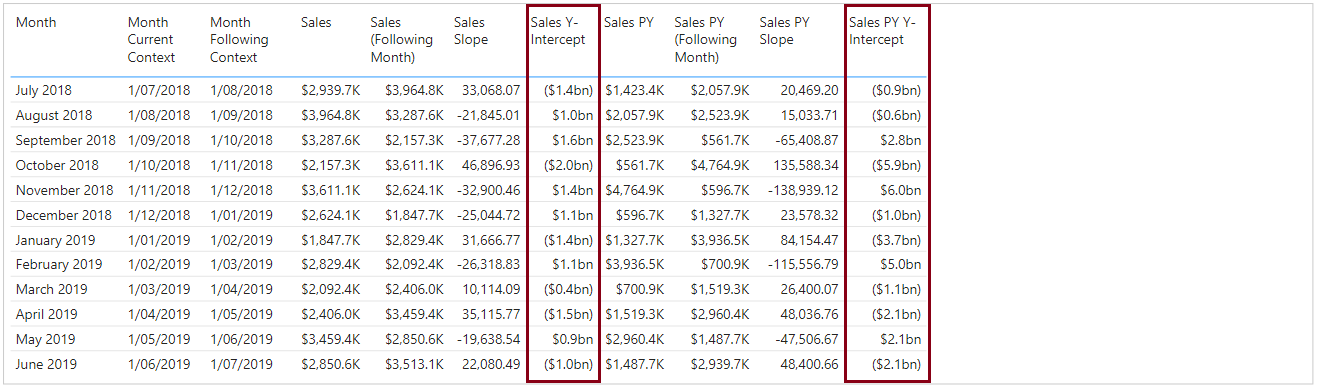 Month Month Current Context Month Following Context Sales Sales (Following Month) Sales Slope Sales Y-Intercept Sales PY Sales PY (Following Month) Sales PY Slope Sales PY Y-Intercept
July 2018 1/07/2018 1/08/2018 $2,939.7K $3,964.8K 33,068.07 ($1.4bn) $1,423.4K $2,057.9K 20,469.20 ($0.9bn)
August 2018 1/08/2018 1/09/2018 $3,964.8K $3,287.6K -21,845.01 $1.0bn $2,057.9K $2,523.9K 15,033.71 ($0.6bn)
September 2018 1/09/2018 1/10/2018 $3,287.6K $2,157.3K -37,677.28 $1.6bn $2,523.9K $561.7K -65,408.87 $2.8bn
October 2018 1/10/2018 1/11/2018 $2,157.3K $3,611.1K 46,896.93 ($2.0bn) $561.7K $4,764.9K 135,588.34 ($5.9bn)
November 2018 1/11/2018 1/12/2018 $3,611.1K $2,624.1K -32,900.46 $1.4bn $4,764.9K $596.7K -138,939.12 $6.0bn
December 2018 1/12/2018 1/01/2019 $2,624.1K $1,847.7K -25,044.72 $1.1bn $596.7K $1,327.7K 23,578.32 ($1.0bn)
January 2019 1/01/2019 1/02/2019 $1,847.7K $2,829.4K 31,666.77 ($1.4bn) $1,327.7K $3,936.5K 84,154.47 ($3.7bn)
February 2019 1/02/2019 1/03/2019 $2,829.4K $2,092.4K -26,318.83 $1.1bn $3,936.5K $700.9K -115,556.79 $5.0bn
March 2019 1/03/2019 1/04/2019 $2,092.4K $2,406.0K 10,114.09 ($0.4bn) $700.9K $1,519.3K 26,400.07 ($1.1bn)
April 2019 1/04/2019 1/05/2019 $2,406.0K $3,459.4K 35,115.77 ($1.5bn) $1,519.3K $2,960.4K 48,036.76 ($2.1bn)
May 2019 1/05/2019 1/06/2019 $3,459.4K $2,850.6K -19,638.54 $0.9bn $2,960.4K $1,487.7K -47,506.67 $2.1bn
June 2019 1/06/2019 1/07/2019 $2,850.6K $3,513.1K 22,080.49 ($1.0bn) $1,487.7K $2,939.7K 48,400.66 ($2.1bn)